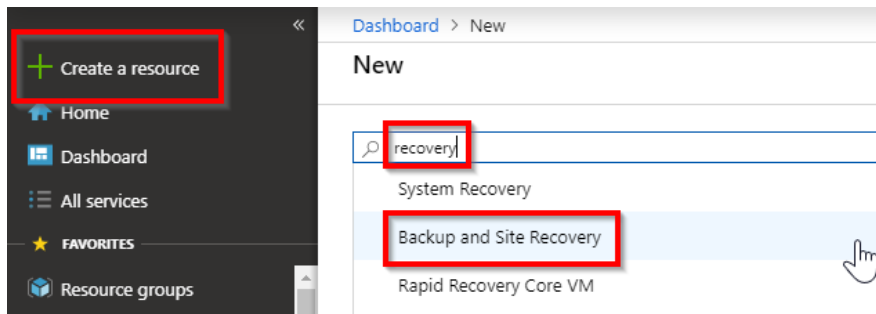 «
Create a resource
Home
Dashboard
All services
FAVORITES
Resource groups
Dashboard > New
New
recovery
System Recovery
Backup and Site Recovery
Rapid Recovery Core VM